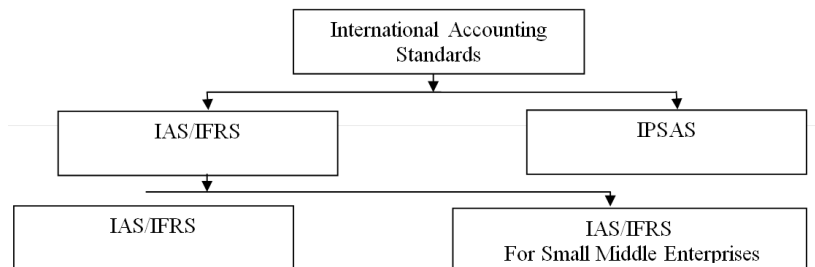 International Accounting
Standards
IAS/IFRS
IPSAS
IAS/IFRS
IAS/IFRS
For Small Middle Enterprises